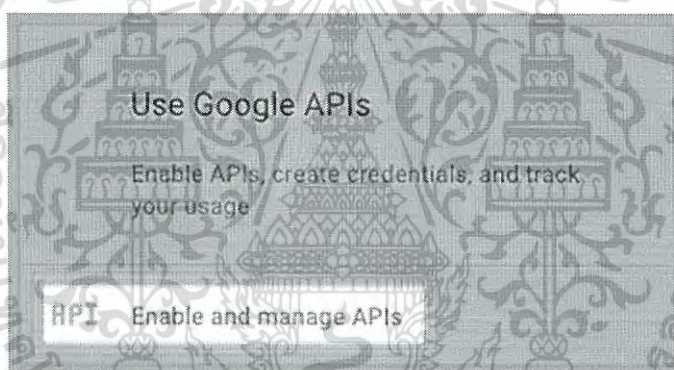 Use Google APIs
Enable APIs, create credentials, and track
your usage
API Enable and manage APIs